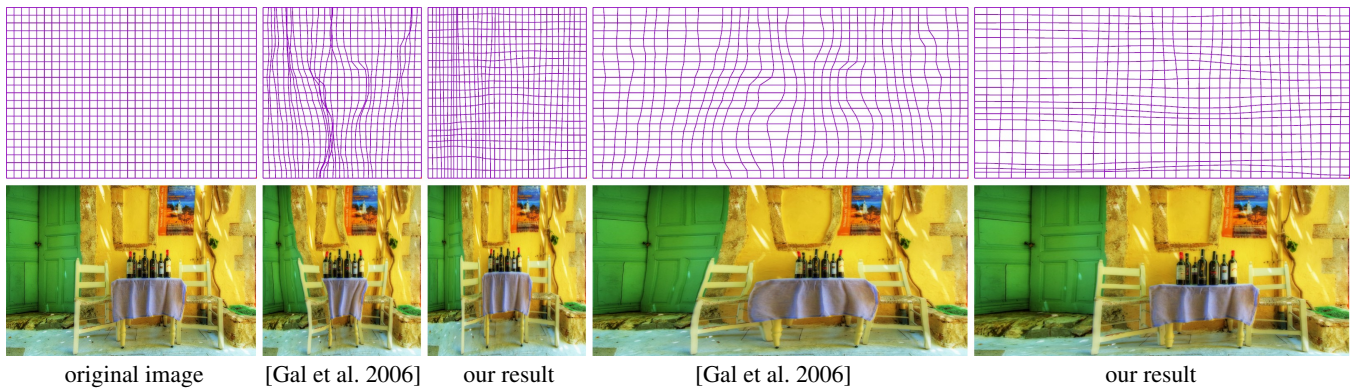 original image
[Gal et al. 2006]
our result
[Gal et al. 2006]
our result